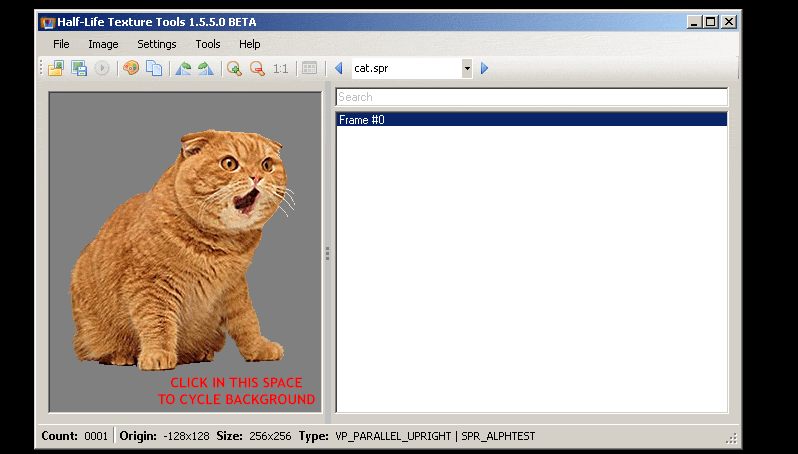 Half-Life Texture Tools 1.5.5.0 BETA
File Image Settings Tools Help
1:1 cat.spr
Search
Frame #0
CLICK IN THIS SPACE
TO CYCLE BACKGROUND
Count: 0001 Origin: -128x128 Size: 256x256 Type: VP_PARALLEL_UPRIGHT | SPR_ALPHTEST